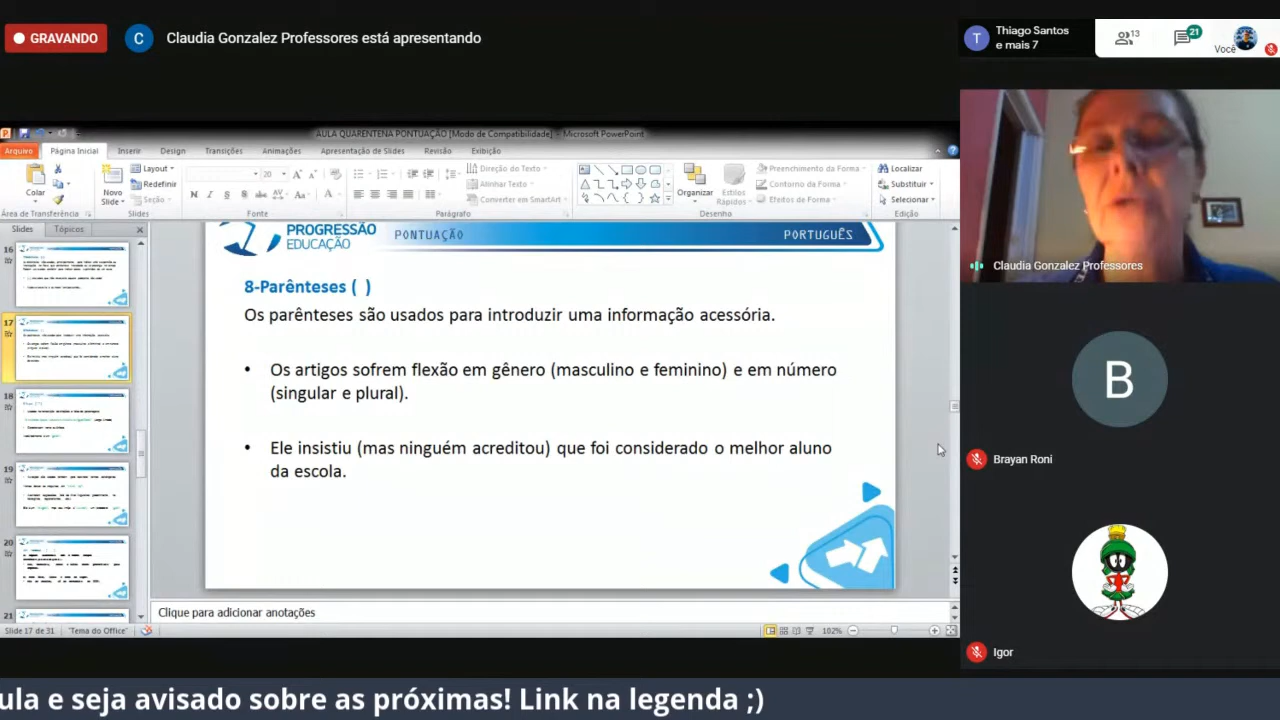 GRAVANDO
C
Claudia Gonzalez Professores está apresentando
T
Thiago Santos
e mais 7
13
21
Você
AULA QUARENTENA PONTUAÇÃO [Modo de Compatibilidade] - Microsoft PowerPoint
Arquivo
Página Inicial
Inserir
Design
Transições
Animações
Apresentação de Slides
Revisão
Exibição
Colar
Área de Transferência
Novo
Slide
Layout
Redefinir
Seção
Slides
20
N I S
Fonte
Direção do Texto
Alinhar Texto
Converter em SmartArt
Parágrafo
Organizar
Estilos
Rápidos
Preenchimento da Forma
Contorno da Forma
Efeitos de Forma
Desenho
Localizar
Substituir
Selecionar
Edição
Slides
Tópicos
16
17
18
19
20
21
PROGRESSÃO
EDUCAÇÃO
PONTUAÇÃO
PORTUGUÊS
8-Parênteses ( )
Os parênteses são usados para introduzir uma informação acessória.
• Os artigos sofrem flexão em gênero (masculino e feminino) e em número
(singular e plural).
• Ele insistiu (mas ninguém acreditou) que foi considerado o melhor aluno
da escola.
Clique para adicionar anotações
Slide 17 de 31
"Tema do Office"
102%
Claudia Gonzalez Professores
B
Brayan Roni
Igor
ula e seja avisado sobre as próximas! Link na legenda ;)